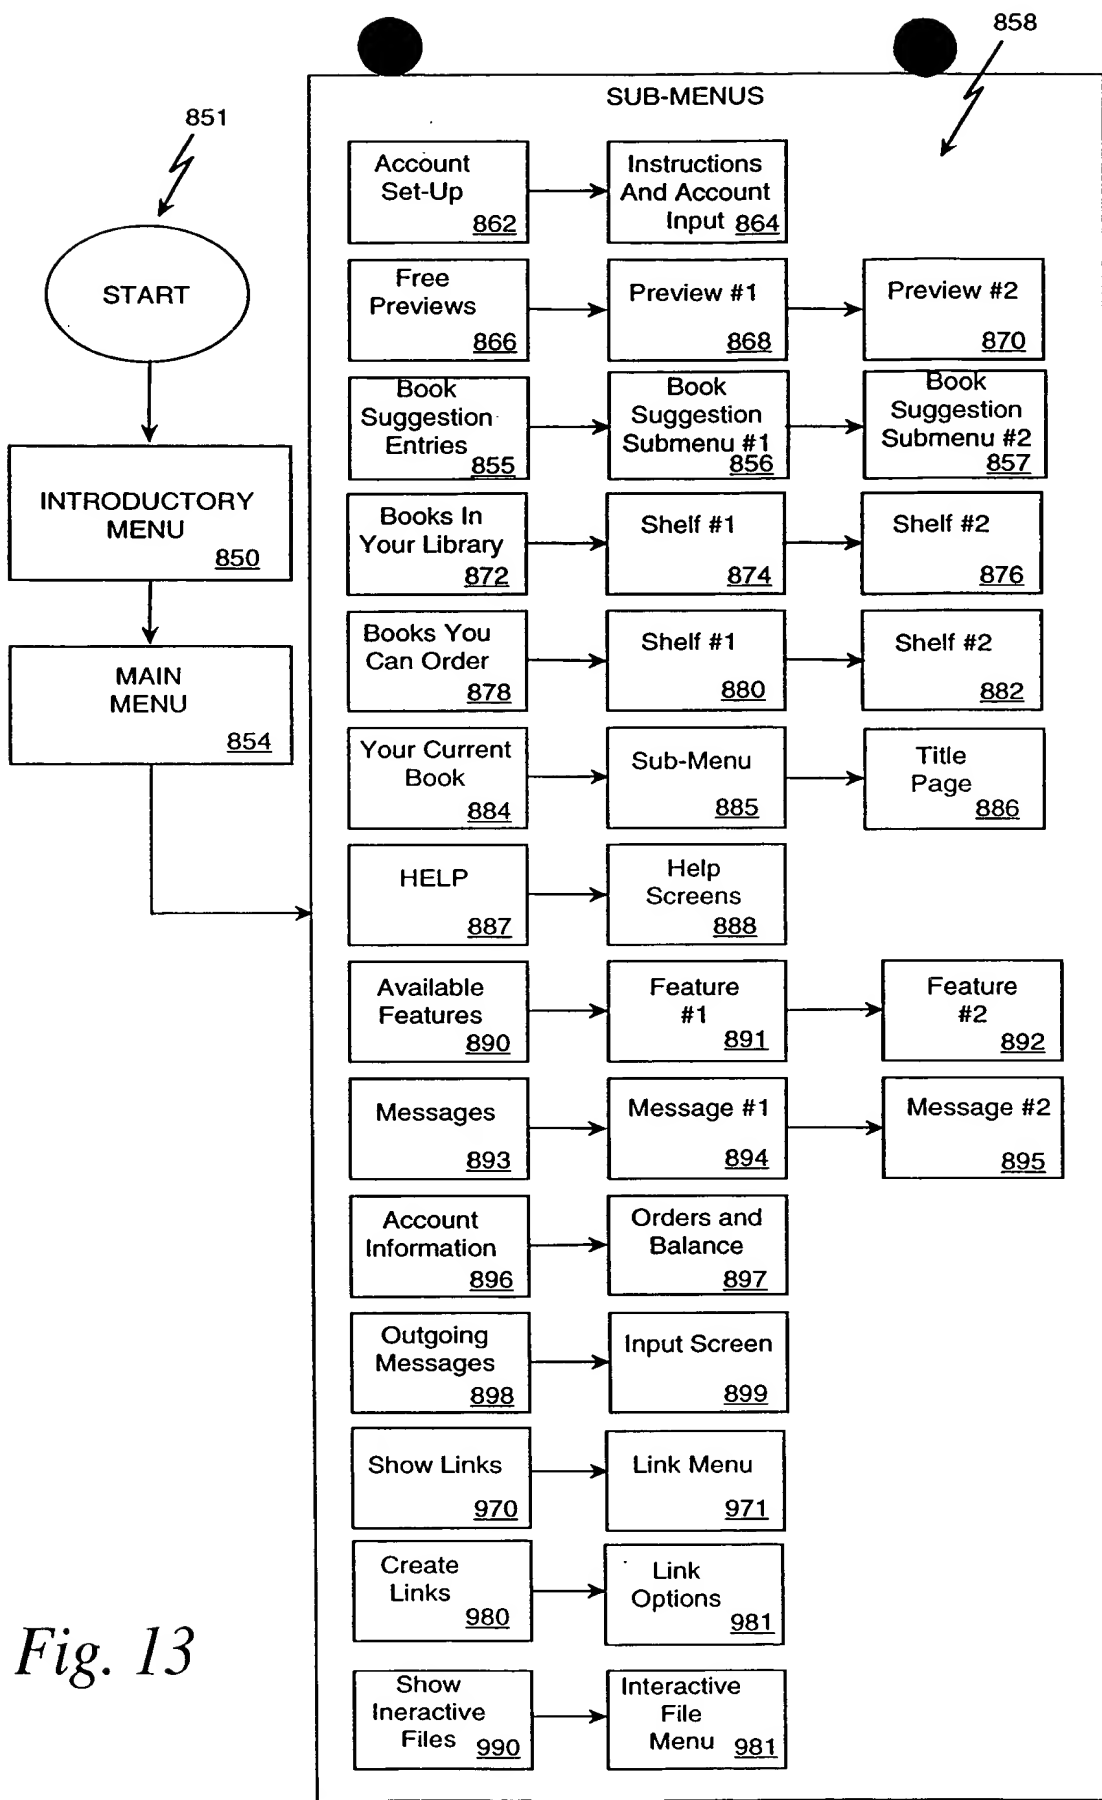 858
SUB-MENUS
851
START
INTRODUCTORY
MENU
850
MAIN
MENU
854
Account
Set-Up
862
Instructions
And Account
Input 864
Free
Previews
866
Preview #1
868
Preview #2
870
Book
Suggestion
Entries
855
Book
Suggestion
Submenu #1
856
Book
Suggestion
Submenu #2
857
Books In
Your Library
872
Shelf #1
874
Shelf #2
876
Books You
Can Order
878
Shelf #1
880
Shelf #2
882
Your Current
Book
884
Sub-Menu
885
Title
Page
886
HELP
887
Help
Screens
888
Available
Features
890
Feature
#1
891
Feature
#2
892
Messages
893
Message #1
894
Message #2
895
Account
Information
896
Orders and
Balance
897
Outgoing
Messages
898
Input Screen
899
Show Links
970
Link Menu
971
Create
Links
980
Link
Options
981
Show
Ineractive
Files 990
Interactive
File
Menu 981
Fig. 13